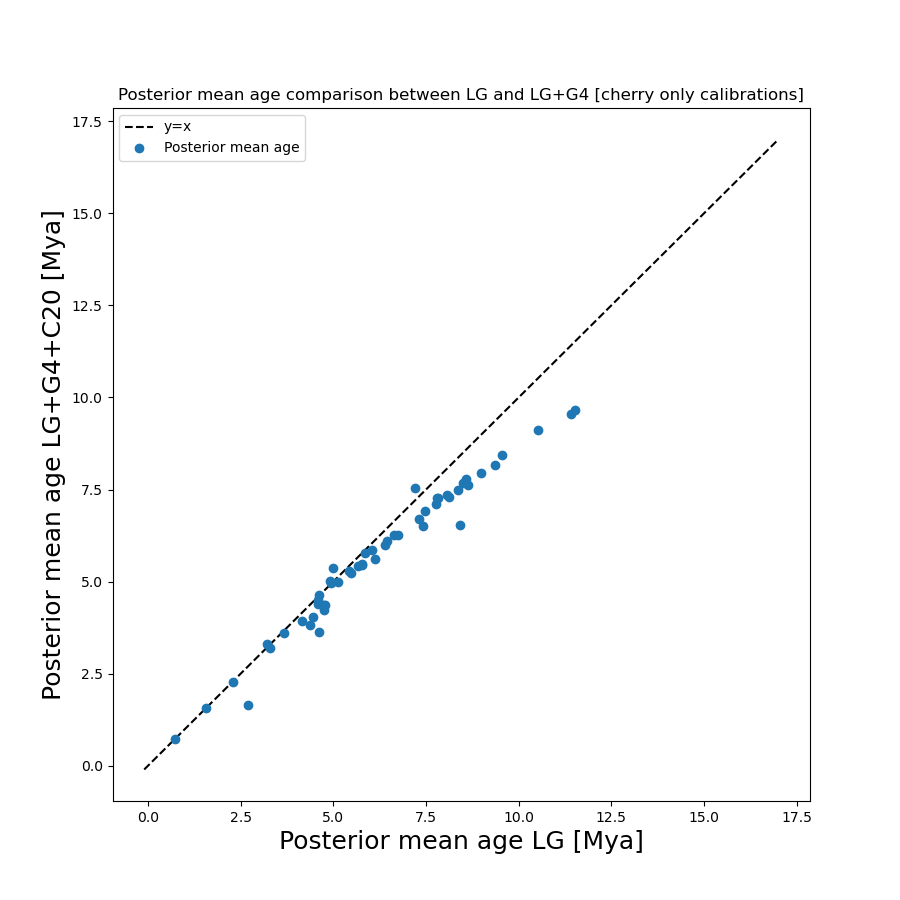 Posterior mean age comparison between LG and LG+G4 [cherry only calibrations]
y=x
Posterior mean age
Posterior mean age LG+G4+C20 [Mya]
17.5
15.0
12.5
10.0
7.5
5.0
2.5
0.0
0.0 2.5 5.0 7.5 10.0 12.5 15.0 17.5
Posterior mean age LG [Mya]